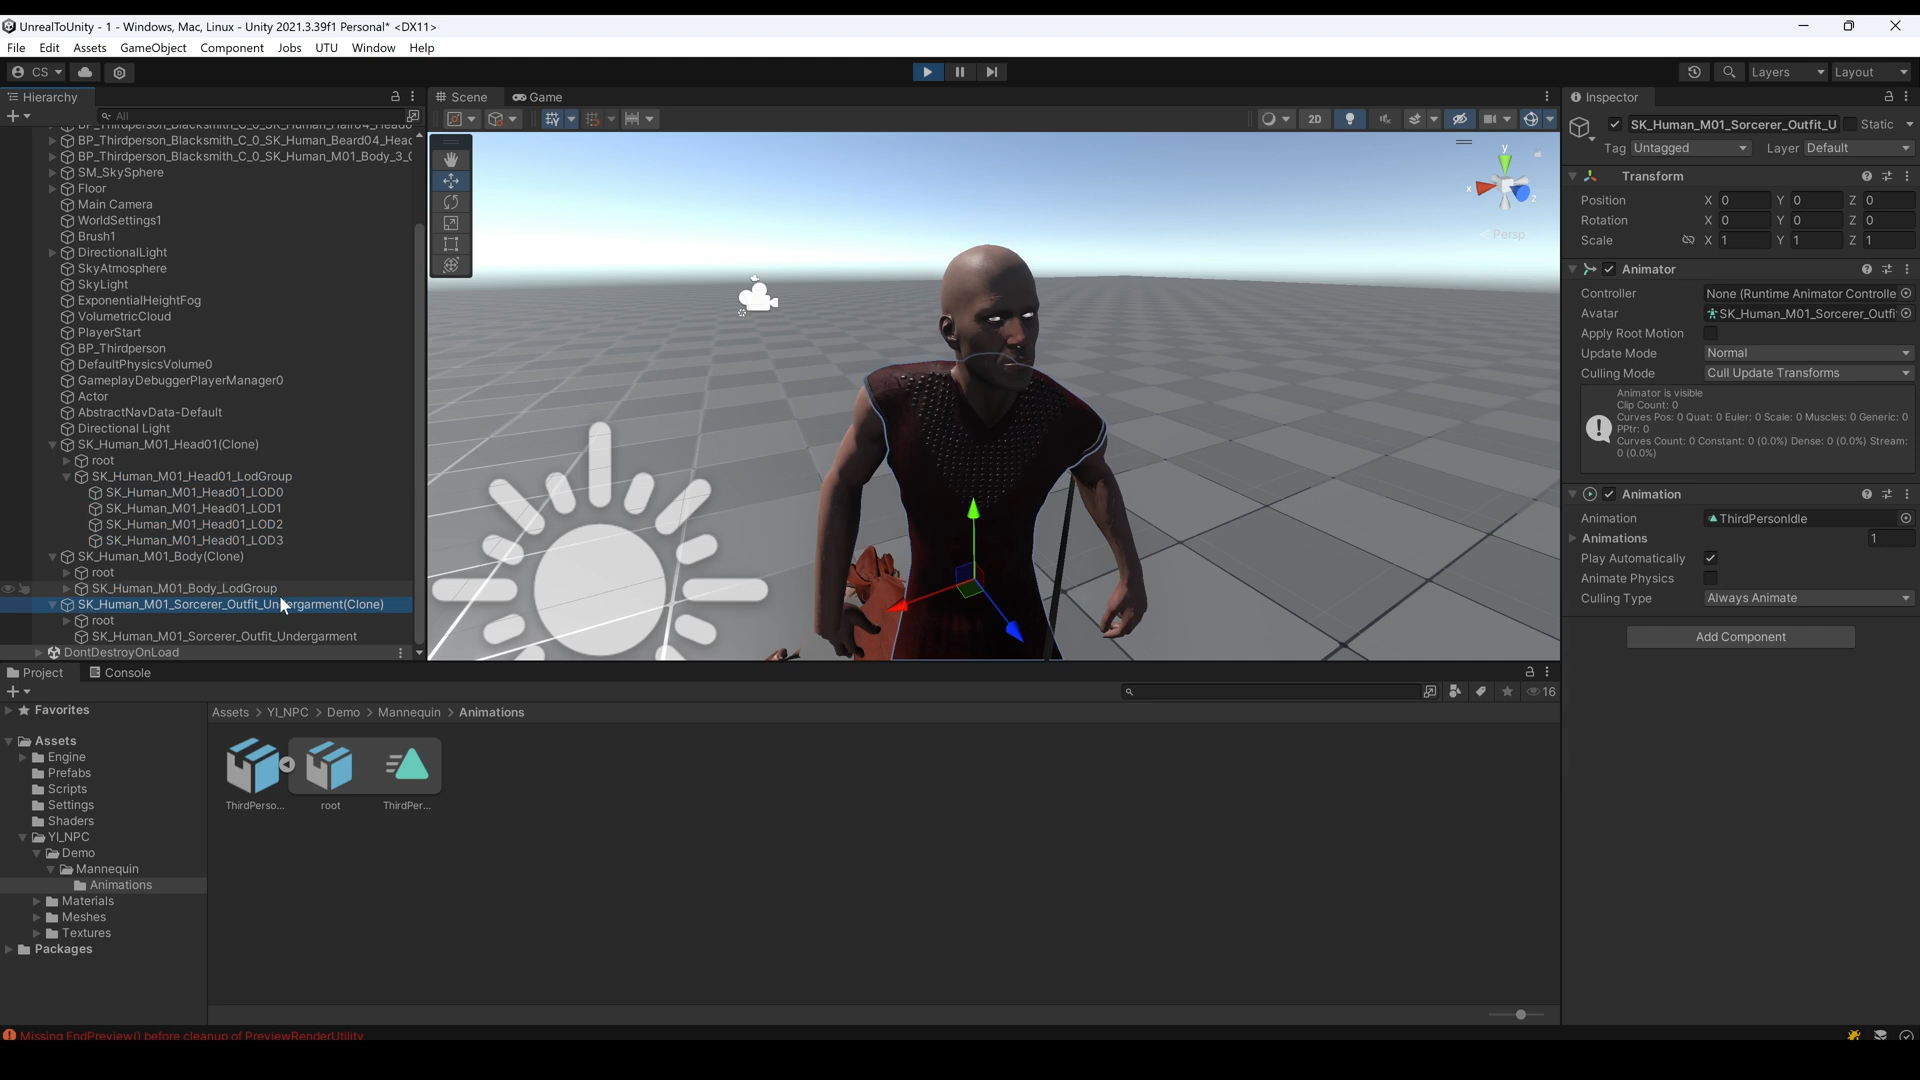 UnrealToUnity - 1 - Windows, Mac, Linux - Unity 2021.3.39f1 Personal* <DX11>
File Edit Assets GameObject Component Jobs UTU Window Help
CS
Layers
Layout
Hierarchy
All
BP_Thirdperson_Blacksmith_C_0_SK_Human_Hair04_Head0
BP_Thirdperson_Blacksmith_C_0_SK_Human_Beard04_Head
BP_Thirdperson_Blacksmith_C_0_SK_Human_M01_Body_3_0
SM_SkySphere
Floor
Main Camera
WorldSettings1
Brush1
DirectionalLight
SkyAtmosphere
SkyLight
ExponentialHeightFog
VolumetricCloud
PlayerStart
BP_Thirdperson
DefaultPhysicsVolume0
GameplayDebuggerPlayerManager0
Actor
AbstractNavData-Default
Directional Light
SK_Human_M01_Head01(Clone)
root
SK_Human_M01_Head01_LodGroup
SK_Human_M01_Head01_LOD0
SK_Human_M01_Head01_LOD1
SK_Human_M01_Head01_LOD2
SK_Human_M01_Head01_LOD3
SK_Human_M01_Body(Clone)
root
SK_Human_M01_Body_LodGroup
SK_Human_M01_Sorcerer_Outfit_Undergarment(Clone)
root
SK_Human_M01_Sorcerer_Outfit_Undergarment
DontDestroyOnLoad
Scene Game
2D
y
x
z
Persp
Inspector
SK_Human_M01_Sorcerer_Outfit_U Static
Tag Untagged Layer Default
Transform
Position X 0 Y 0 Z 0
Rotation X 0 Y 0 Z 0
Scale X 1 Y 1 Z 1
Animator
Controller None (Runtime Animator Controlle
Avatar SK_Human_M01_Sorcerer_Outfi
Apply Root Motion
Update Mode Normal
Culling Mode Cull Update Transforms
Animator is visible
Clip Count: 0
Curves Pos: 0 Quat: 0 Euler: 0 Scale: 0 Muscles: 0 Generic: 0
PPtr: 0
Curves Count: 0 Constant: 0 (0.0%) Dense: 0 (0.0%) Stream:
0 (0.0%)
Animation
Animation ThirdPersonIdle
Animations 1
Play Automatically
Animate Physics
Culling Type Always Animate
Add Component
Project Console
16
Favorites
Assets
Engine
Prefabs
Scripts
Settings
Shaders
YI_NPC
Demo
Mannequin
Animations
Materials
Meshes
Textures
Packages
Assets > YI_NPC > Demo > Mannequin > Animations
ThirdPerso...
root
ThirdPer...
Missing EndPreview() before cleanup of PreviewRenderUtility